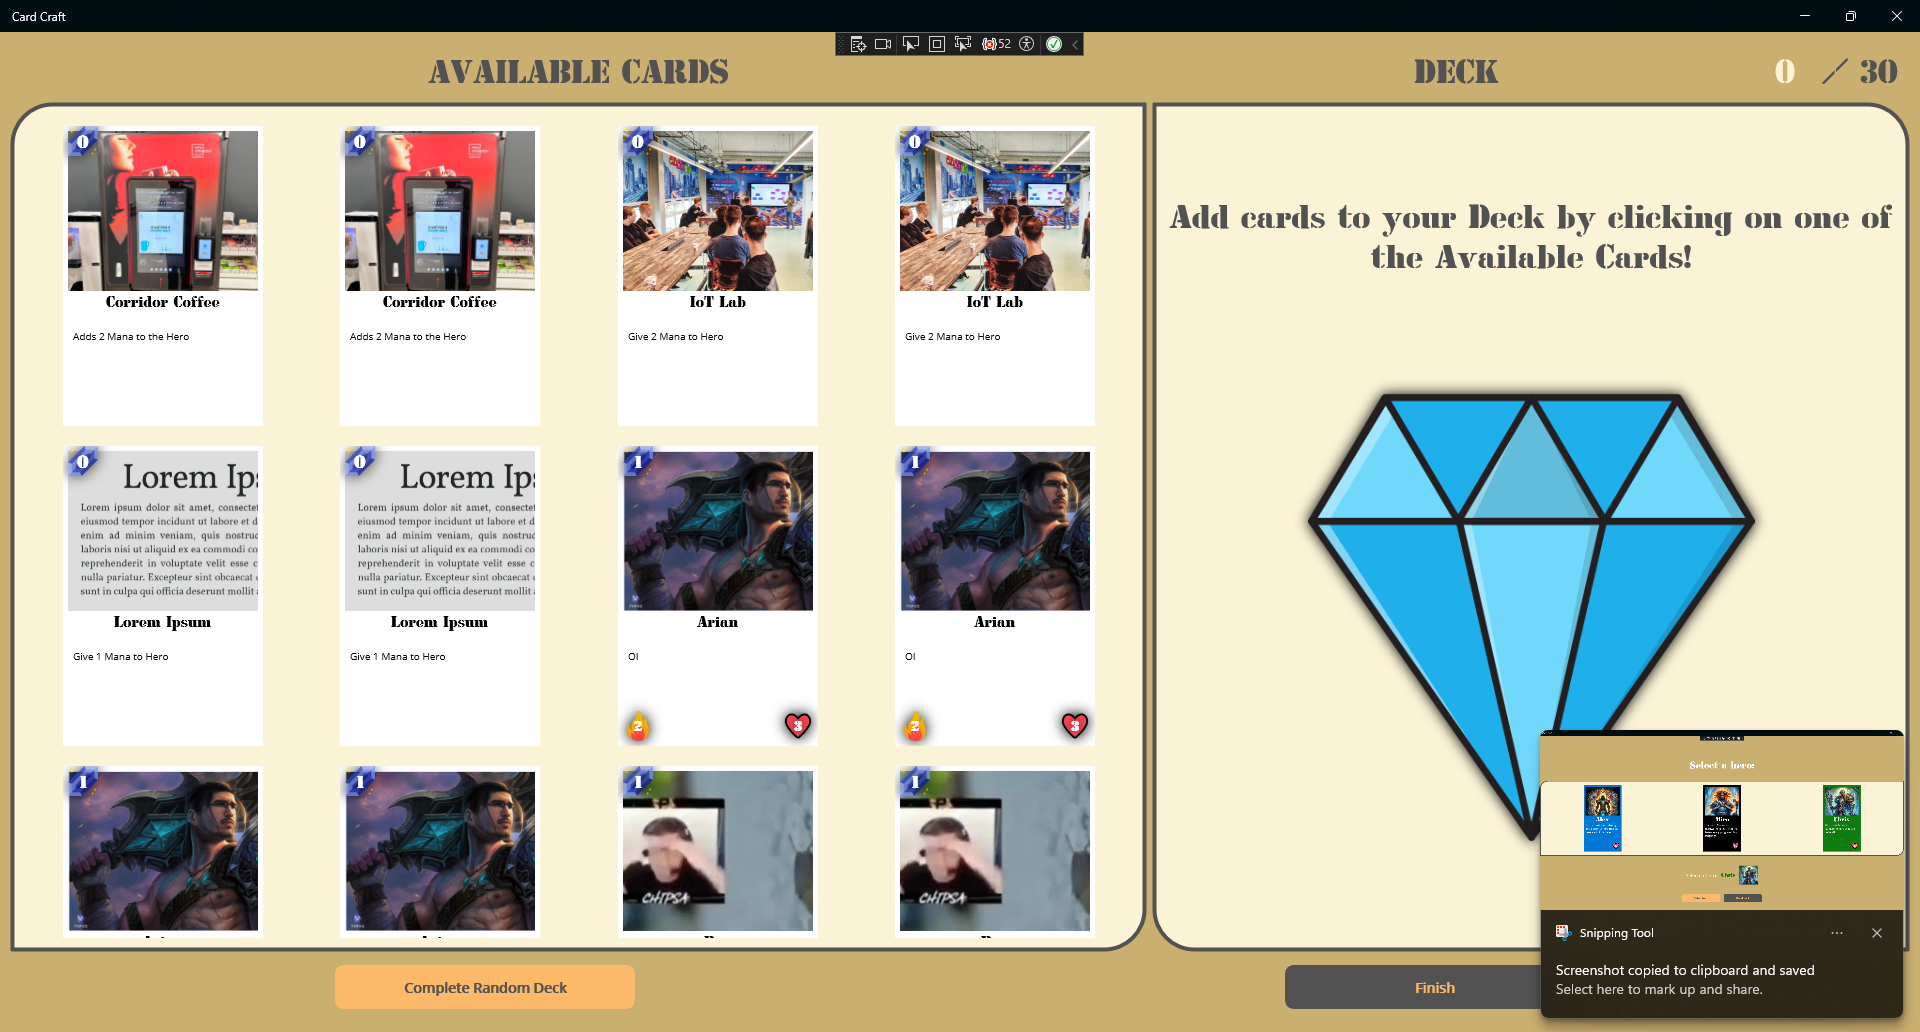 Card Craft
52
AVAILABLE CARDS
DECK
0 / 30
0
Corridor Coffee
Adds 2 Mana to the Hero
0
Corridor Coffee
Adds 2 Mana to the Hero
0
IoT Lab
Give 2 Mana to Hero
0
IoT Lab
Give 2 Mana to Hero
0
Lorem Ips
Lorem ipsum dolor sit amet, consectet
eiusmod tempor incidunt ut labore et d
enim ad minim veniam, quis nostrud
laboris nisi ut aliquid ex ea commodi co
reprehenderit in voluptate velit esse c
nulla pariatur. Excepteur sint obcaecat
sunt in culpa qui officia deserunt mollit
Lorem Ipsum
Give 1 Mana to Hero
0
Lorem Ips
Lorem ipsum dolor sit amet, consectet
eiusmod tempor incidunt ut labore et d
enim ad minim veniam, quis nostrud
laboris nisi ut aliquid ex ea commodi co
reprehenderit in voluptate velit esse c
nulla pariatur. Excepteur sint obcaecat
sunt in culpa qui officia deserunt mollit
Lorem Ipsum
Give 1 Mana to Hero
1
Arian
OI
2
3
1
Arian
OI
2
3
1
1
1
CHIPSA
1
CHIPSA
Add cards to your Deck by clicking on one of
the Available Cards!
Complete Random Deck
Finish
Select a hero:
Alex
Miro
Chris
Chris
Snipping Tool
Screenshot copied to clipboard and saved
Select here to mark up and share.